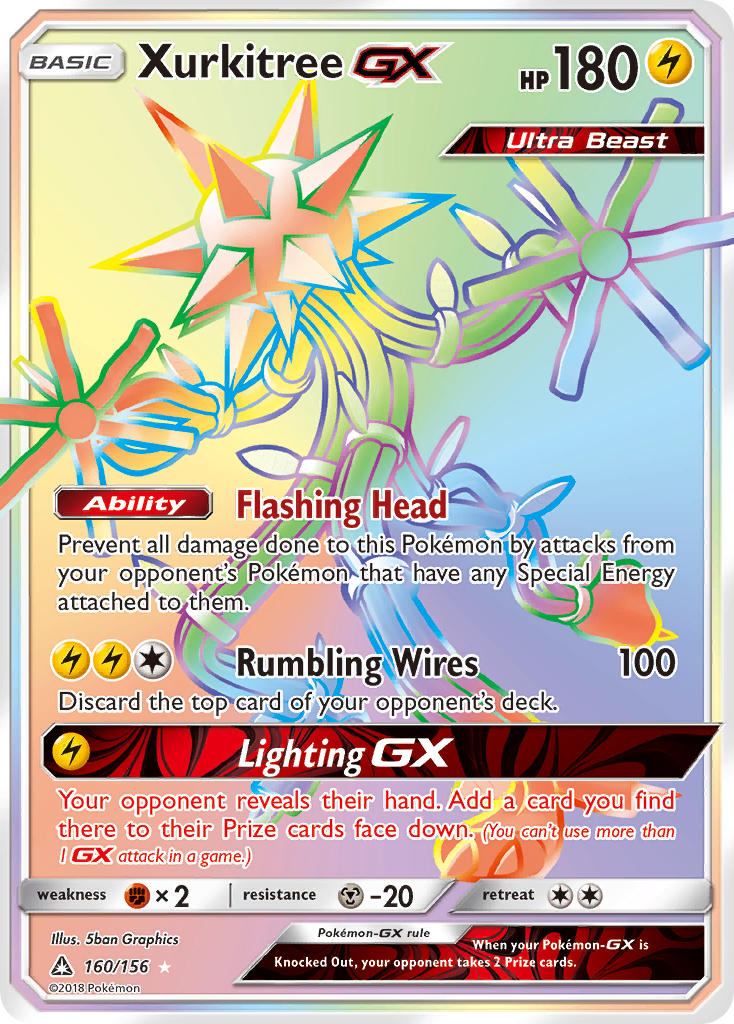 BASIC Xurkitree GX HP 180
Ultra Beast
Ability Flashing Head
Prevent all damage done to this Pokémon by attacks from
your opponent's Pokémon that have any Special Energy
attached to them.
Rumbling Wires 100
Discard the top card of your opponent's deck.
Lighting GX
Your opponent reveals their hand. Add a card you find
there to their Prize cards face down. (You can't use more than
1 GX attack in a game.)
weakness × 2 resistance -20 retreat
Illus. 5ban Graphics
160/156
©2018 Pokémon
Pokémon-GX rule
When your Pokémon-GX is
Knocked Out, your opponent takes 2 Prize cards.